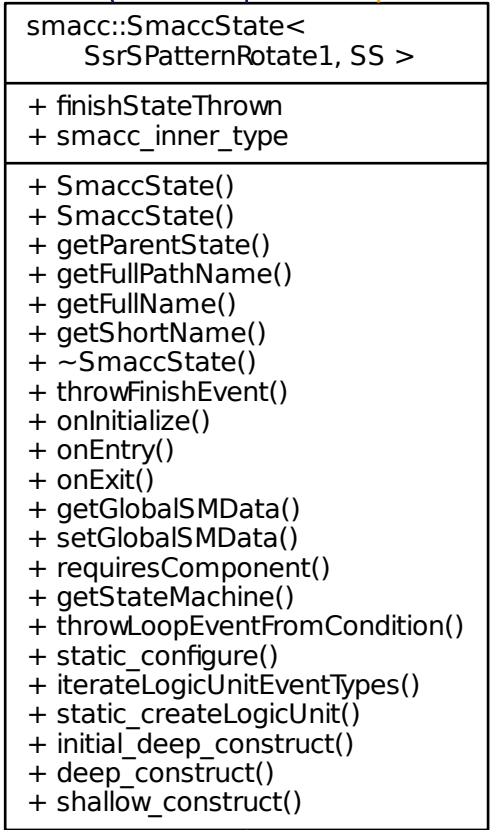 smacc::SmaccState<
SsrSPatternRotate1, SS >
+ finishStateThrown
+ smacc_inner_type
+ SmaccState()
+ SmaccState()
+ getParentState()
+ getFullPathName()
+ getFullName()
+ getShortName()
+ ~SmaccState()
+ throwFinishEvent()
+ onInitialize()
+ onEntry()
+ onExit()
+ getGlobalSMData()
+ setGlobalSMData()
+ requiresComponent()
+ getStateMachine()
+ throwLoopEventFromCondition()
+ static_configure()
+ iterateLogicUnitEventTypes()
+ static_createLogicUnit()
+ initial_deep_construct()
+ deep_construct()
+ shallow_construct()